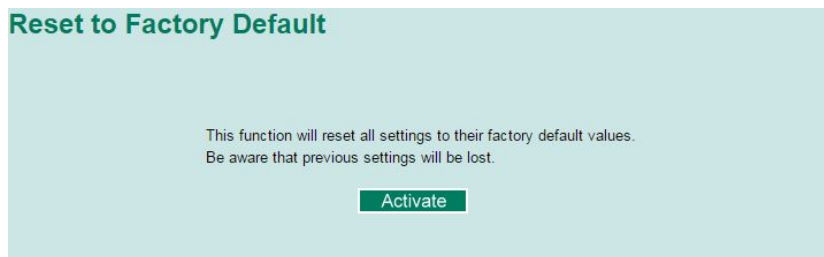 Reset to Factory Default
This function will reset all settings to their factory default values.
Be aware that previous settings will be lost.
Activate